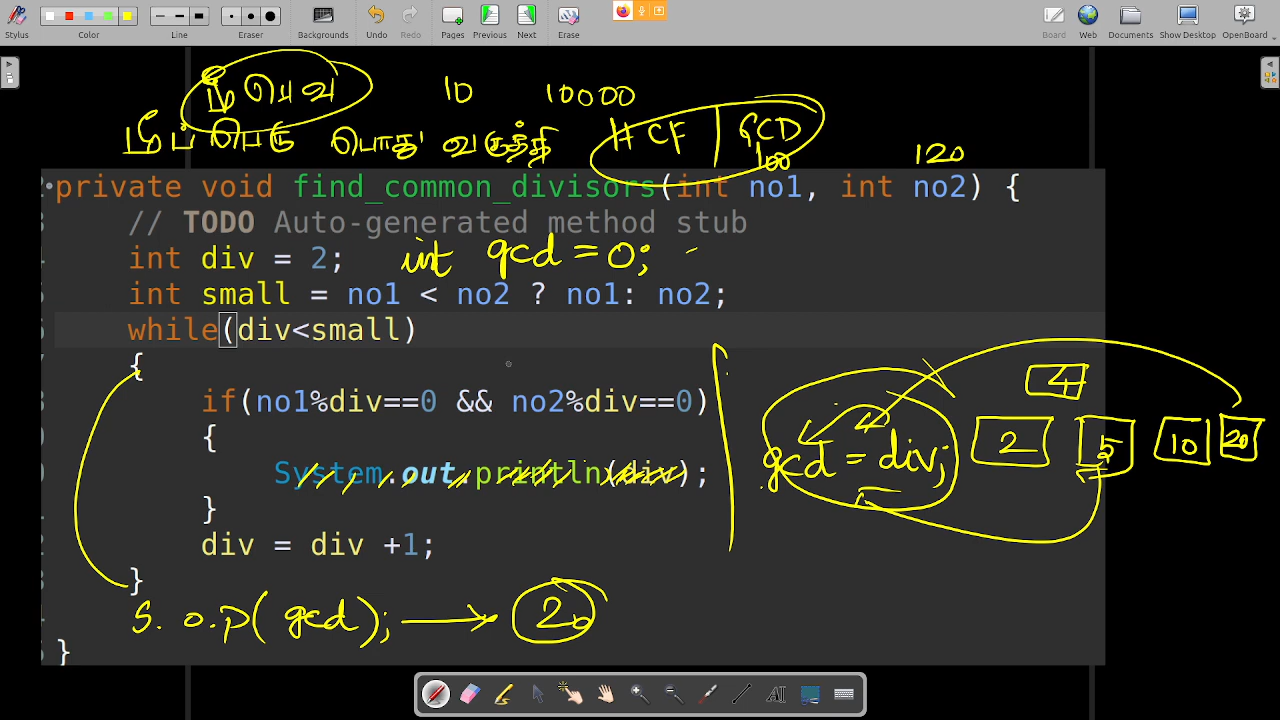 Stylus Color Line Eraser Backgrounds Undo Redo Pages Previous Next Erase Board Web Documents Show Desktop OpenBoard
மீ பெ வ 10 10000
மீப் பெரு பொது வகுத்தி HCF | GCD
100 120
private void find_common_divisors(int no1, int no2) {
// TODO Auto-generated method stub
int div = 2; int gcd = 0;
int small = no1 < no2 ? no1: no2;
while(div<small)
{
4
if(no1%div==0 && no2%div==0)
{
gcd = div; 2 5 10 20
System.out.println(div);
}
div = div +1;
}
S. o.p( gcd); → 20
}
AI